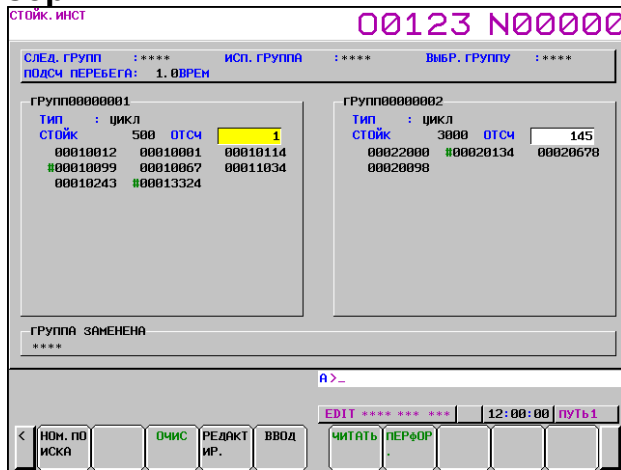 СТОЙК.ИНСТ
O0123 N00000
СЛЕД.ГРУПП :**** ИСП.ГРУППА :**** ВЫБР.ГРУППУ :****
ПОДСЧ ПЕРЕБЕГА: 1.0ВРЕМ
ГРУПП00000001
ТИП : ЦИКЛ
СТОЙК 500 ОТСЧ 1
00010012 00010001 00010114
#00010099 00010067 00011034
00010243 #00013324
ГРУПП00000002
ТИП : ЦИКЛ
СТОЙК 3000 ОТСЧ 145
00022000 #00020134 00020678
00020098
ГРУППА ЗАМЕНЕНА
****
A>_
EDIT **** *** *** 12:00:00 ПУТЬ1
< НОМ.ПО ИСКА ОЧИС РЕДАКТ ИР. ВВОД ЧИТАТЬ ПЕРФОР .